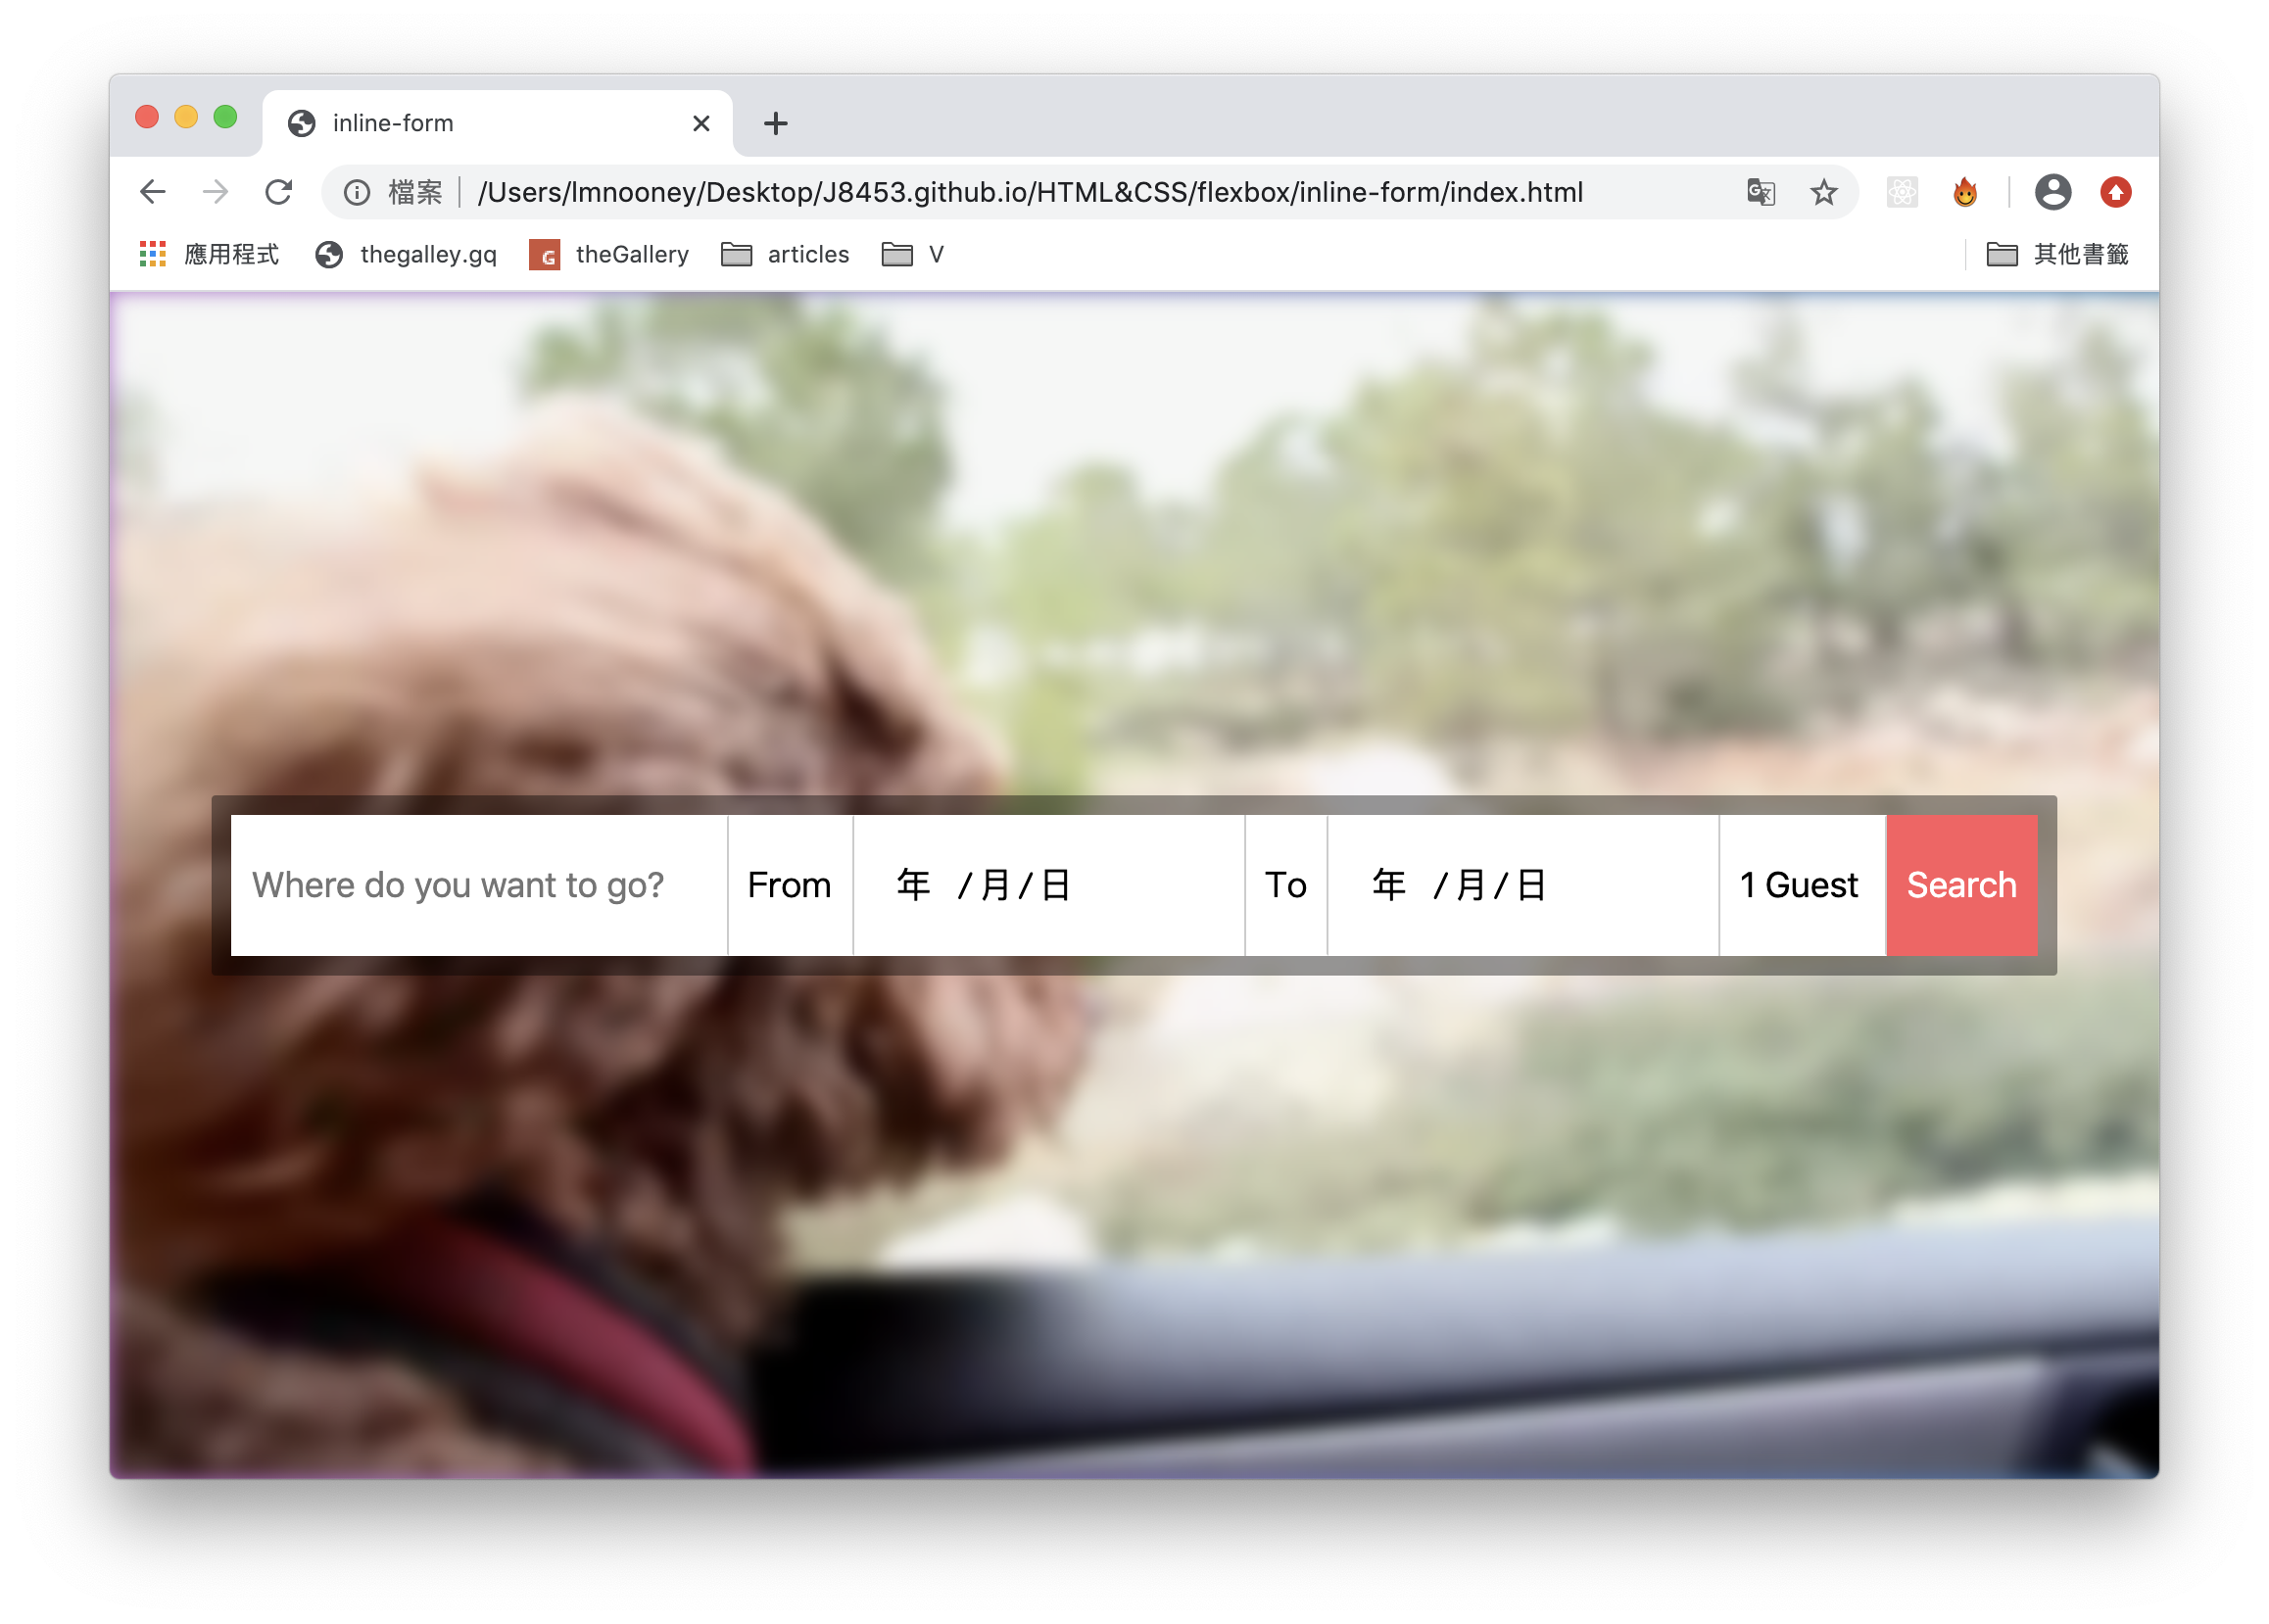 inline-form
檔案 /Users/lmnooney/Desktop/J8453.github.io/HTML&CSS/flexbox/inline-form/index.html
應用程式 thegalley.gq G theGallery articles V 其他書籤
Where do you want to go? From 年 /月/日 To 年 /月/日 1 Guest Search